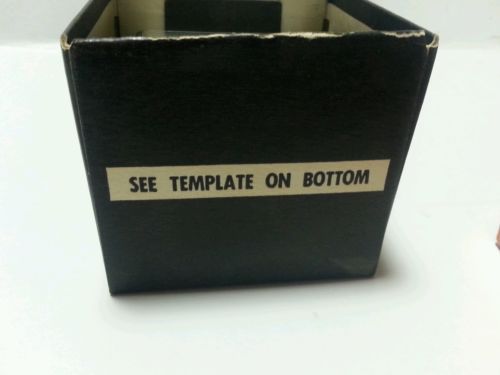 SEE TEMPLATE ON BOTTOM